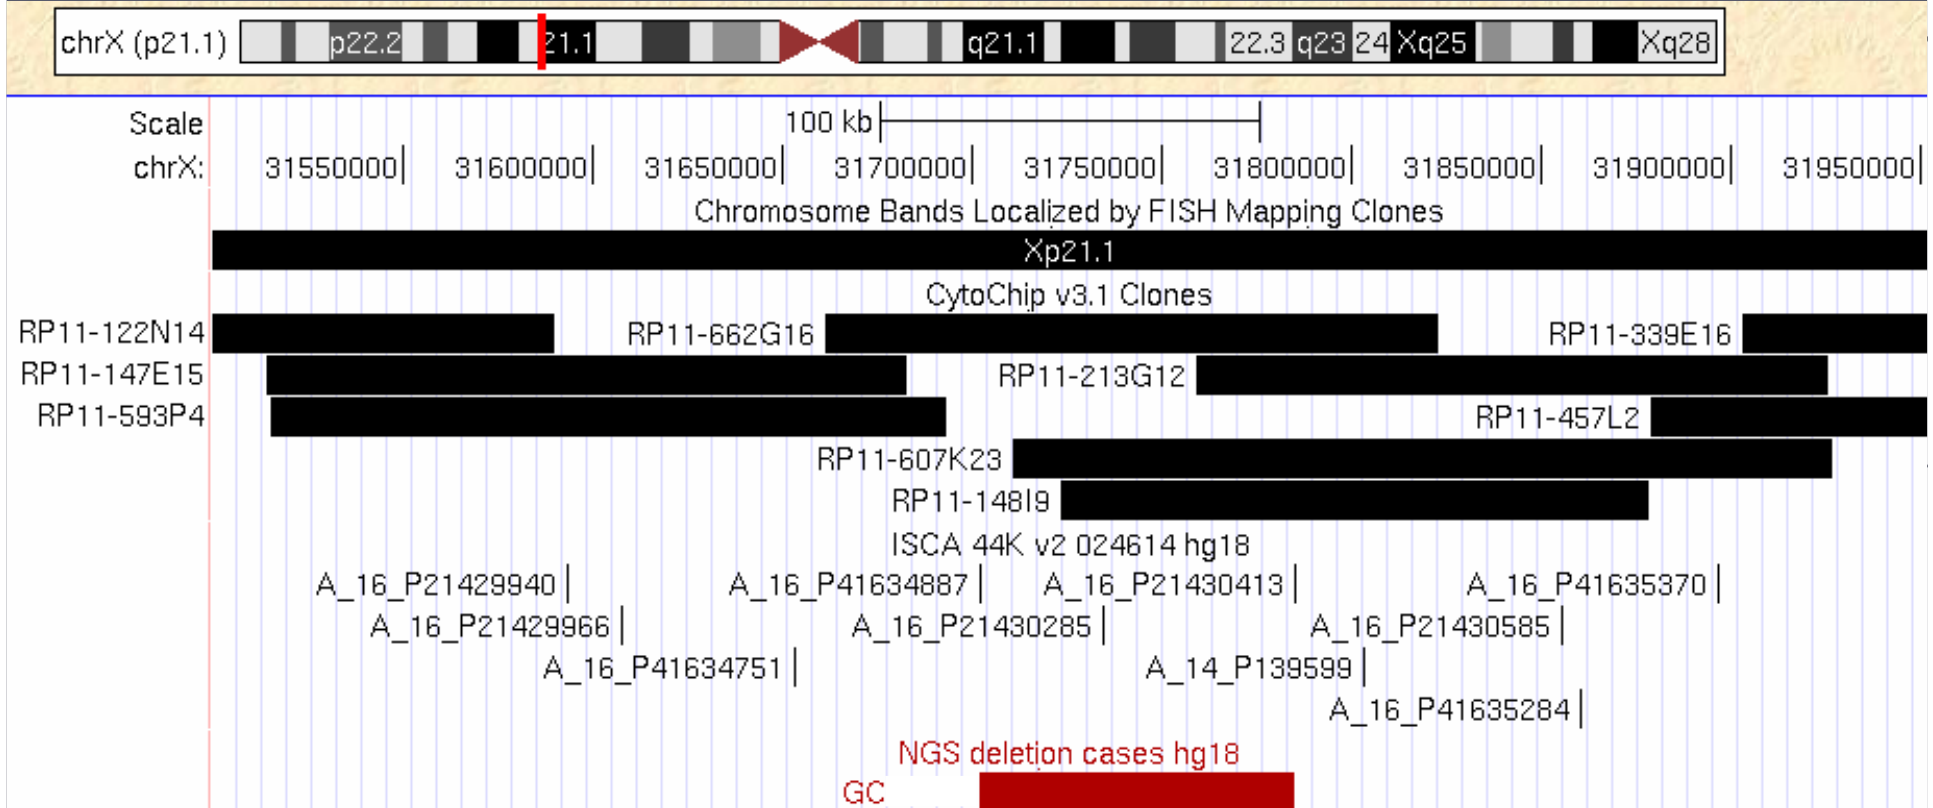 chrX (p21.1) p22.2 21.1 q21.1 22.3 q23 24 Xq25 Xq28
Scale 100 kb
chrX: 31550000 31600000 31650000 31700000 31750000 31800000 31850000 31900000 31950000
Chromosome Bands Localized by FISH Mapping Clones
Xp21.1
CytoChip v3.1 Clones
RP11-122N14 RP11-662G16 RP11-339E16
RP11-147E15 RP11-213G12
RP11-593P4 RP11-457L2
RP11-607K23
RP11-148I9
ISCA 44K v2 024614 hg18
A_16_P21429940 A_16_P41634887 A_16_P21430413 A_16_P41635370
A_16_P21429966 A_16_P21430285 A_16_P21430585
A_16_P41634751 A_14_P139599
A_16_P41635284
NGS deletion cases hg18
GC